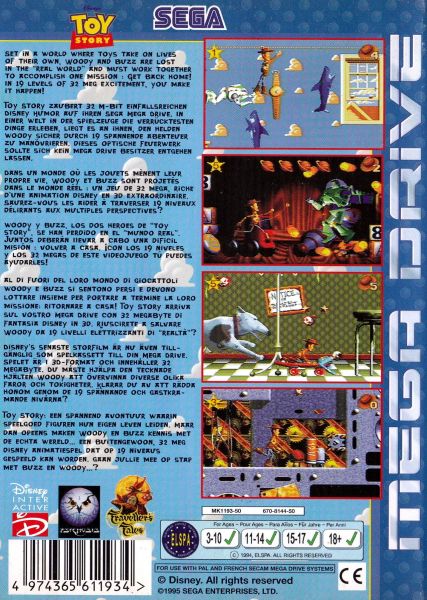 Disney's
TOY
STORY
SEGA
SET IN A WORLD WHERE TOYS TAKE ON LIVES
OF THEIR OWN, WOODY AND BUZZ ARE LOST
IN THE "REAL WORLD" AND MUST WORK TOGETHER
TO ACCOMPLISH ONE MISSION : GET BACK HOME!
IN 19 LEVELS OF 32 MEG EXCITEMENT, YOU MAKE
IT HAPPEN!
TOY STORY ZAUBERT 32 M-BIT EINFALLSREICHEN
DISNEY HUMOR AUF IHREN SEGA MEGA DRIVE.
IN EINER WELT IN DER SPIELZEUGE DIE VERRÜCKTESTEN
DINGE ERLEBEN, LIEGT ES AN IHNEN, DEN HELDEN
WOODY SICHER DURCH 19 SPANNENDE ABENTEUER
ZU MANÖVRIEREN. DIESES OPTISCHE FEUERWERK
SOLLTE SICH KEIN MEGA DRIVE BESITZER ENTGEHEN
LASSEN.
DANS UN MONDE OÙ LES JOUETS MÈNENT LEUR
PROPRE VIE, WOODY ET BUZZ SONT PROJETÉS
DANS LE MONDE RÉEL : UN JEU DE 32 MEGA, RICHE
D'UNE ANIMATION DISNEY EN 3D EXTRAORDINAIRE.
SAUREZ-VOUS LES AIDER À TRAVERSER 19 NIVEAUX
DÉLIRANTS AUX MULTIPLES PERSPECTIVES?
WOODY Y BUZZ, LOS DOS HEROES DE "TOY
STORY", SE HAN PERDIDO EN EL "MUNDO REAL".
JUNTOS DEBERÁN LLEVAR A CABO UNA DIFÍCIL
MISIÓN : VOLVER A CASA. ¡CON LOS 19 NIVELES
Y LOS 32 MEGAS DE ESTE VIDEOJUEGO TU PUEDES
AYUDARLES!
AL DI FUORI DEL LORO MONDO DI GIOCATTOLI
WOODY E BUZZ SI SENTONO PERSI E DEVONO
LOTTARE INSIEME PER PORTARE A TERMINE LA LORO
MISSIONE: RITORNARE A CASA! TOY STORY ARRIVA
SUL VOSTRO MEGA DRIVE CON 32 MEGABYTE DI
FANTASIA DISNEY IN 3D. RIUSCIRETE A SALVARE
WOODY DA 19 LIVELLI ELETTRIZZANTI DI "REALTÀ"?
DISNEY'S SENASTE STORFILM ÄR NU ÄVEN TILL-
GÄNGLIG SOM SPELKASSETT TILL DIN MEGA DRIVE.
SPELET ÄR I 3D-FORMAT OCH INNEHÅLLER 32
MEGABYTE. DU MÅSTE HJÄLPA DEN TECKNADE
HJÄLTEN WOODY ATT ÖVERVINNA DIVERSE OLIKA
FAROR OCH TOKIGHETER. KLARAR DU AV ATT RÄDDA
HONOM GENOM DE 19 SPÄNNANDE OCH GASTKRA-
MANDE NIVÅRNA?
TOY STORY: EEN SPANNEND AVONTUUR WAARIN
SPEELGOED FIGUREN HUN EIGEN LEVEN LEIDEN, MAAR
DAN OPEENS MAKEN WOODY EN BUZZ KENNIS MET
DE ECHTE WERELD... EEN BUITENGEWOON, 32 MEG
DISNEY ANIMATIESPEL DAT OP 19 NIVEAUS
GESPEELD KAN WORDEN. GAAN JULLIE MEE OP STAP
MET BUZZ EN WOODY...?
NOTICE
MEGA DRIVE
DISNEY
INTER
ACTIVE
PSYGNOSIS
Travellers
Tales
MK1193-50
670-8144-50
ELSPA
For Ages - Pour Ages - Para Años - Für Jahre - Per Anni
3-10
11-14
15-17
18+
© 1994, ELSPA. ALL RIGHTS RESERVED
FOR USE WITH PAL AND FRENCH SECAM MEGA DRIVE SYSTEMS
© Disney. All rights reserved
©1995 SEGA ENTERPRISES, LTD.
CE
4 974365 611934 >